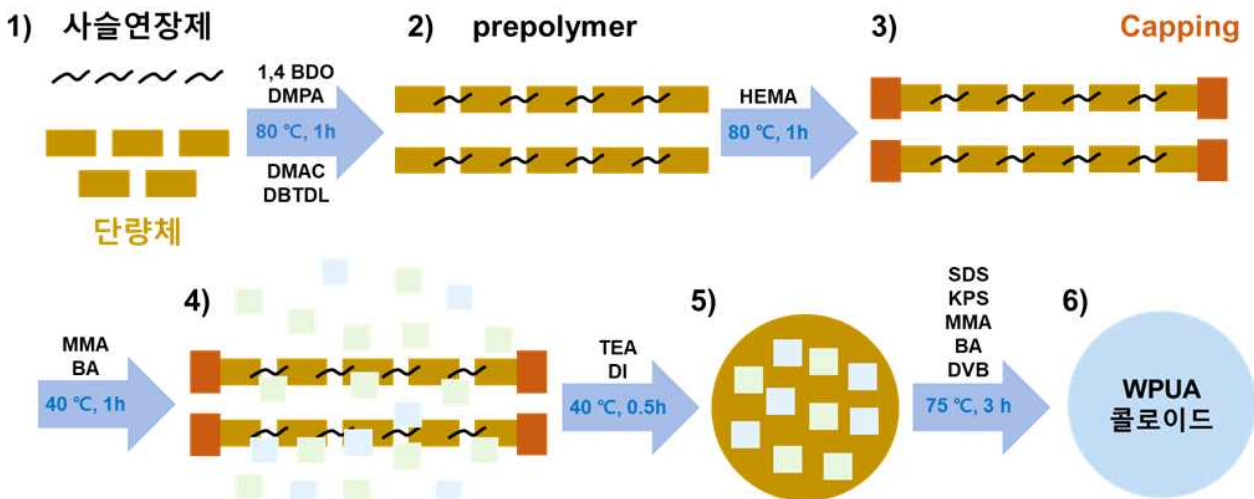 1) 사슬연장제
1,4 BDO
DMPA
80 ℃, 1h
DMAC
DBTDL
단량체
2) prepolymer
HEMA
80 ℃, 1h
3) Capping
MMA
BA
40 ℃, 1h
4)
TEA
DI
40 ℃, 0.5h
5)
SDS
KPS
MMA
BA
DVB
75 ℃, 3 h
6)
WPUA
콜로이드